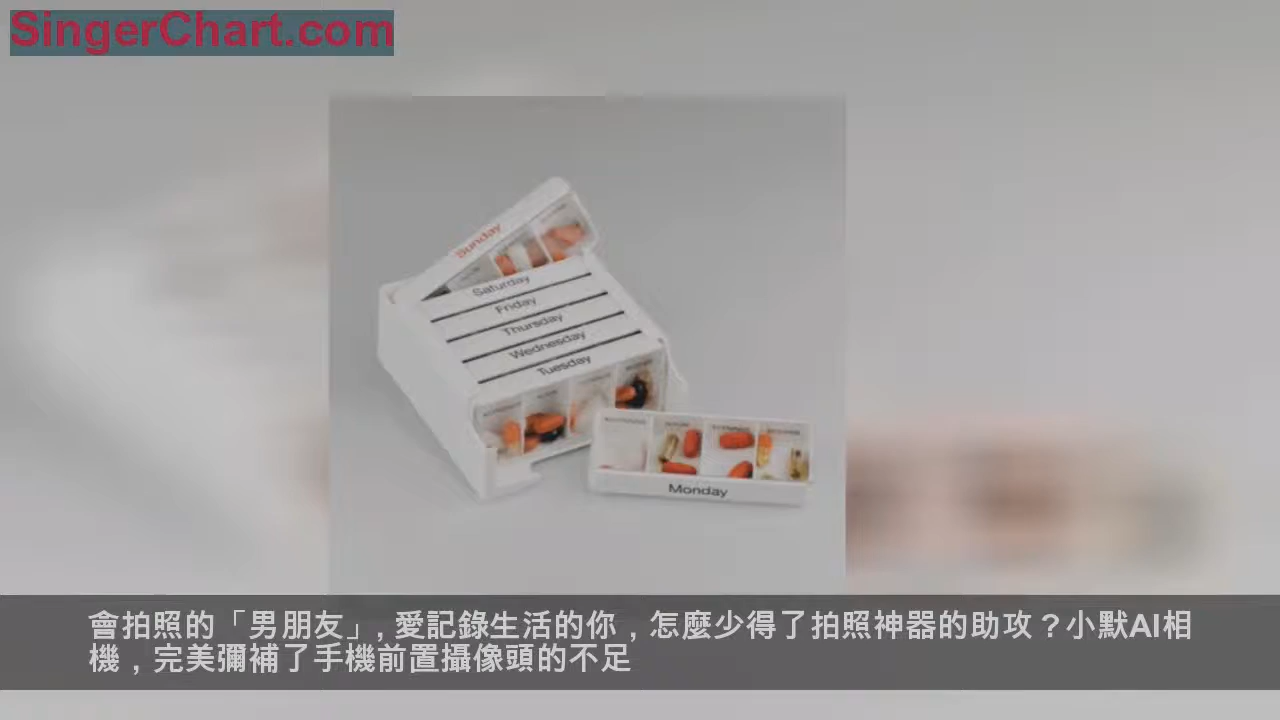 SingerChart.com
Sunday
Saturday
Friday
Thursday
Wednesday
Tuesday
Monday
會拍照的「男朋友」, 愛記錄生活的你，怎麼少得了拍照神器的助攻？小默AI相
機，完美彌補了手機前置攝像頭的不足